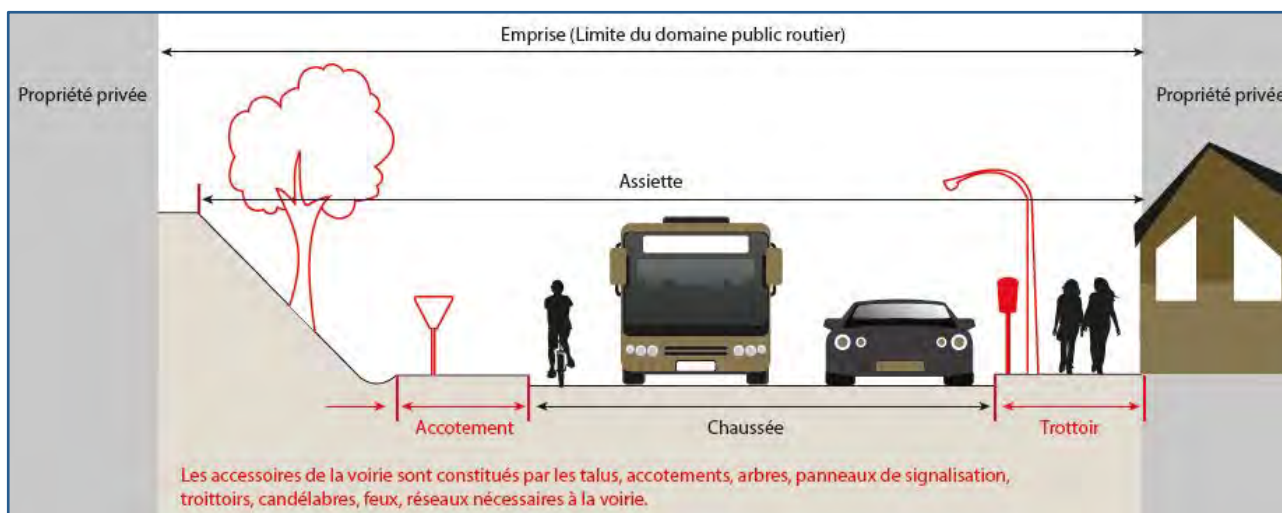 Emprise (Limite du domaine public routier)
Propriété privée
Propriété privée
Assiette
Accotement
Chaussée
Trottoir
Les accessoires de la voirie sont constitués par les talus, accotements, arbres, panneaux de signalisation,
troittoirs, candélabres, feux, réseaux nécessaires à la voirie.